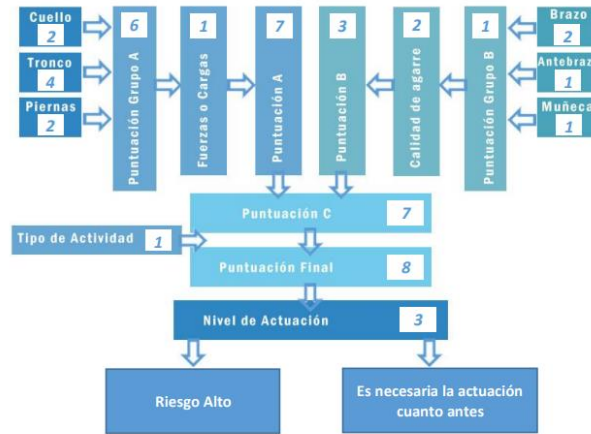 Cuello
2
Tronco
4
Piernas
2
Puntuación Grupo A
6
Fuerzas o Cargas
1
Puntuación A
7
Puntuación B
3
Calidad de agarre
2
Puntuación Grupo B
1
Brazo
2
Antebrazo
1
Muñeca
1
Puntuación C
7
Tipo de Actividad
1
Puntuación Final
8
Nivel de Actuación
3
Riesgo Alto
Es necesaria la actuación
cuanto antes